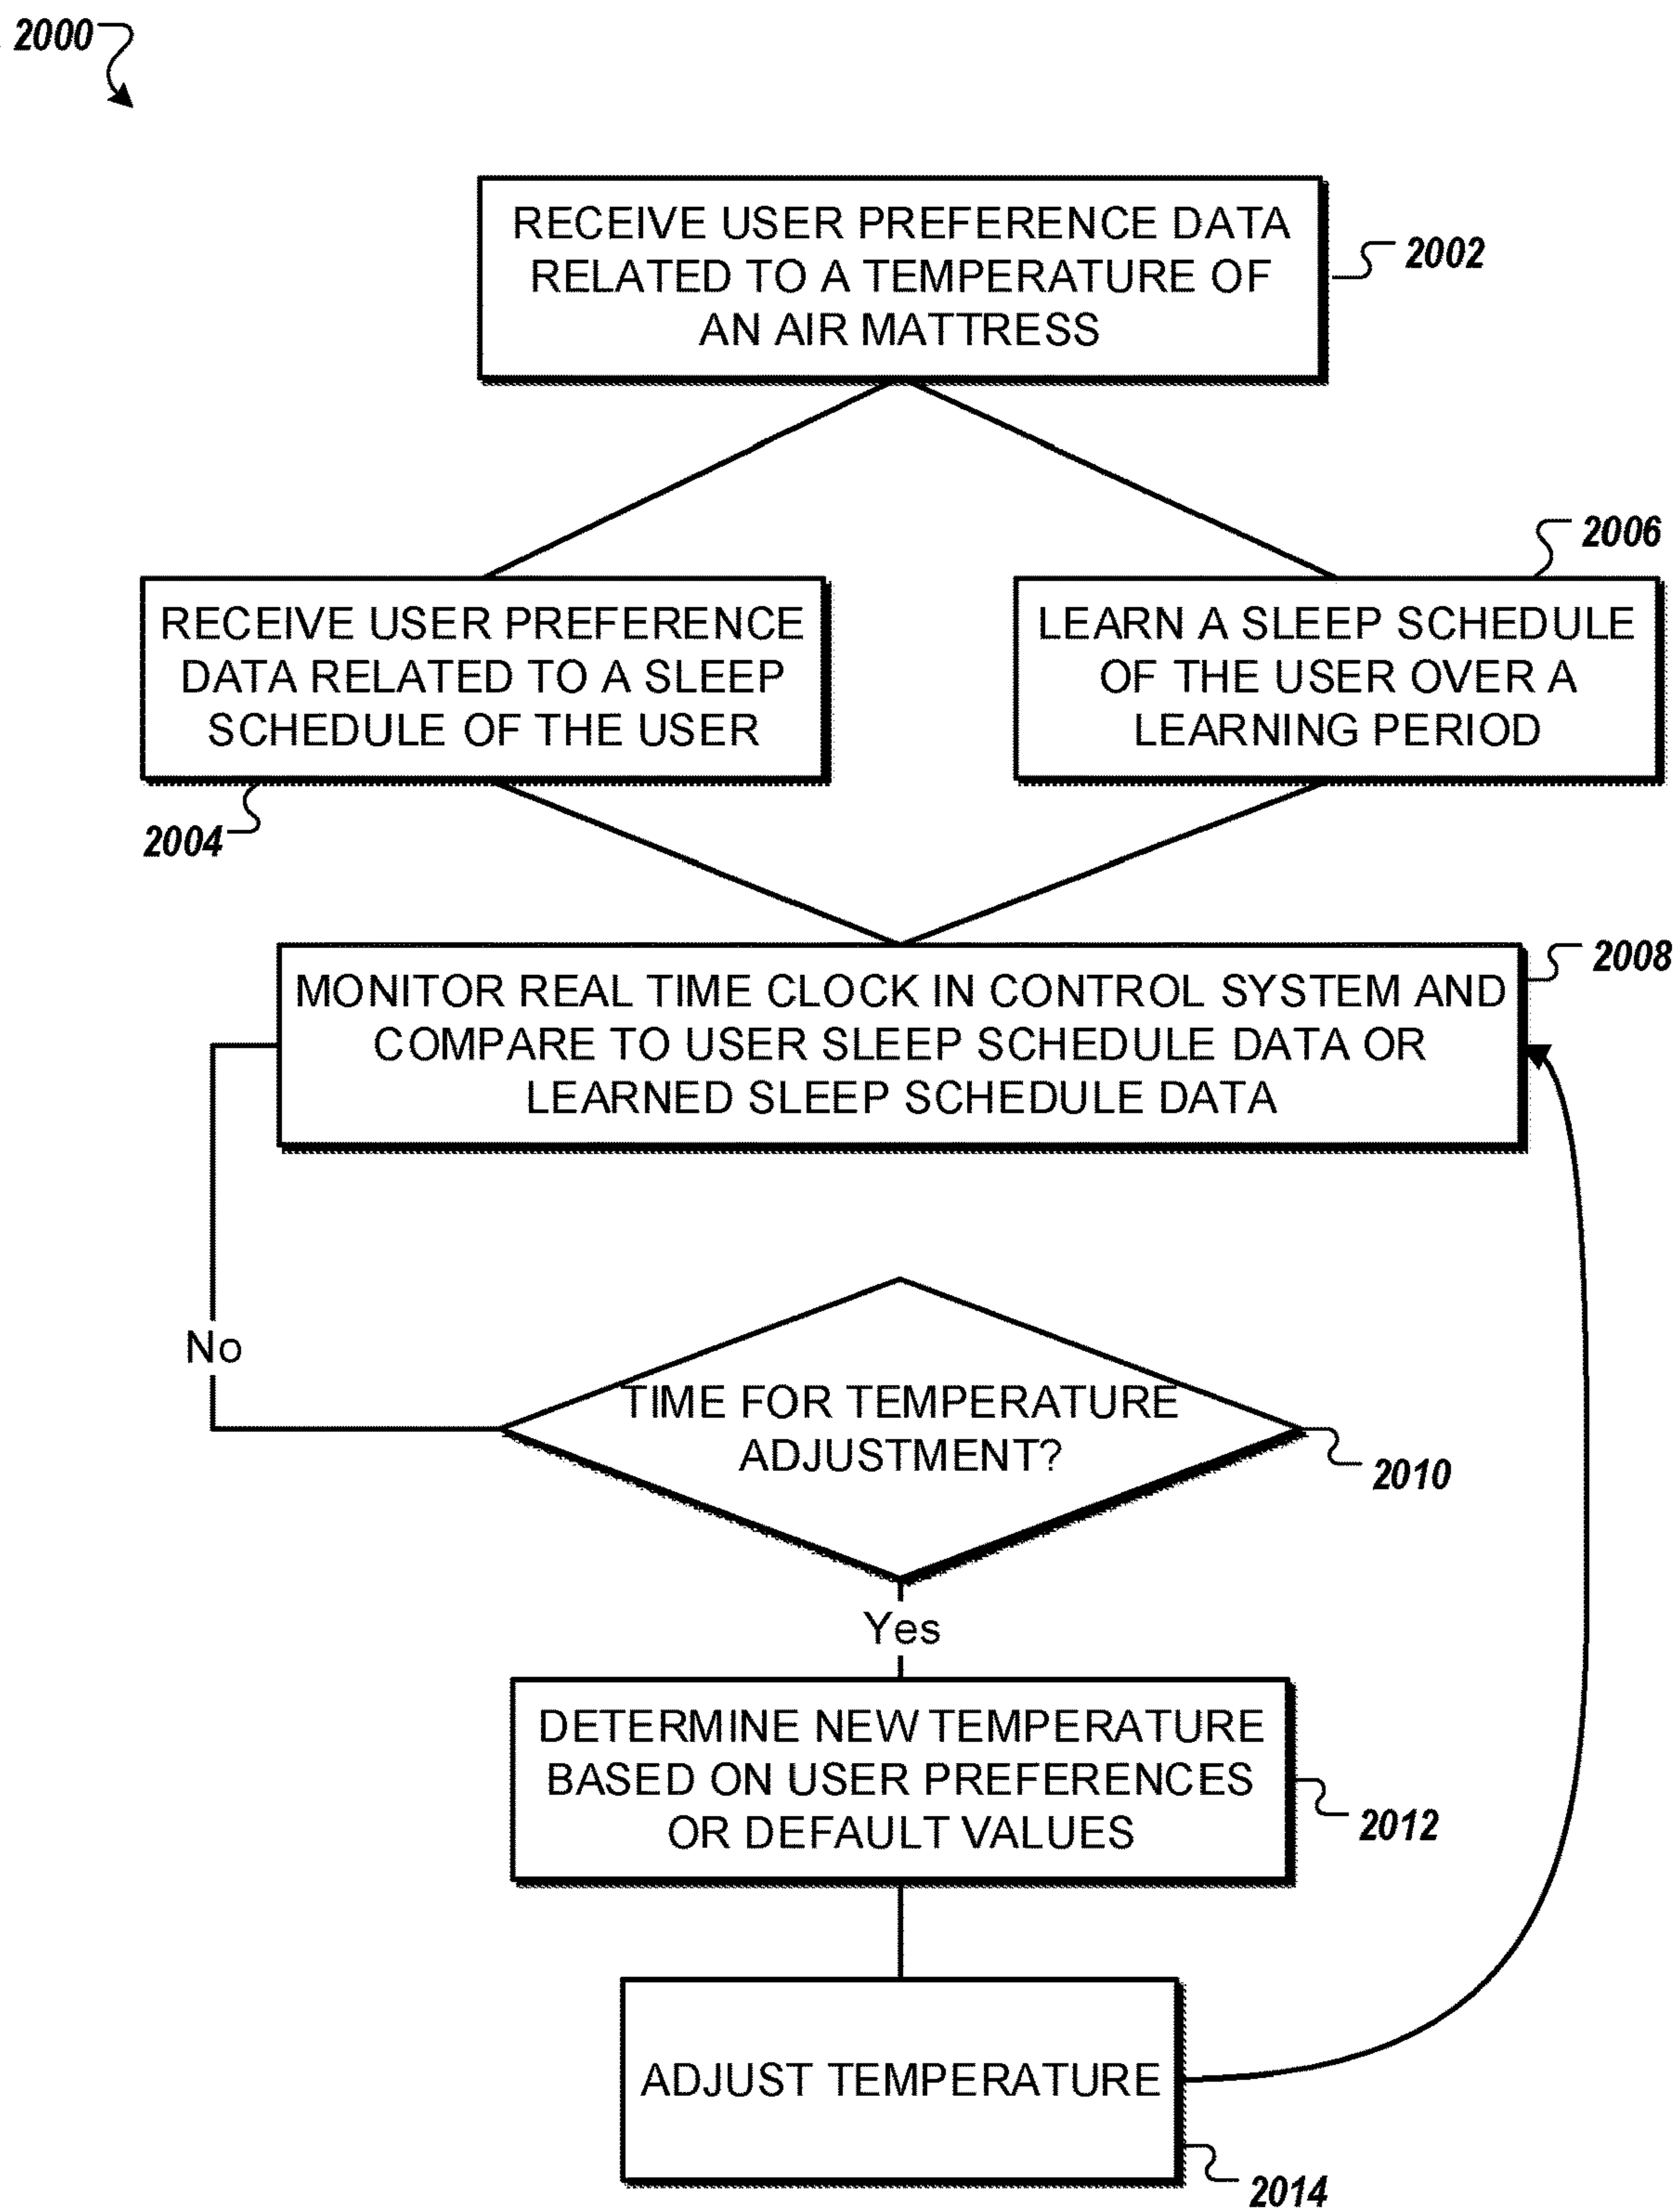 2000
RECEIVE USER PREFERENCE DATA
RELATED TO A TEMPERATURE OF
AN AIR MATTRESS
2002
2006
RECEIVE USER PREFERENCE
DATA RELATED TO A SLEEP
SCHEDULE OF THE USER
LEARN A SLEEP SCHEDULE
OF THE USER OVER A
LEARNING PERIOD
2004
2008
MONITOR REAL TIME CLOCK IN CONTROL SYSTEM AND
COMPARE TO USER SLEEP SCHEDULE DATA OR
LEARNED SLEEP SCHEDULE DATA
No
TIME FOR TEMPERATURE
ADJUSTMENT?
2010
Yes
DETERMINE NEW TEMPERATURE
BASED ON USER PREFERENCES
OR DEFAULT VALUES
2012
ADJUST TEMPERATURE
2014